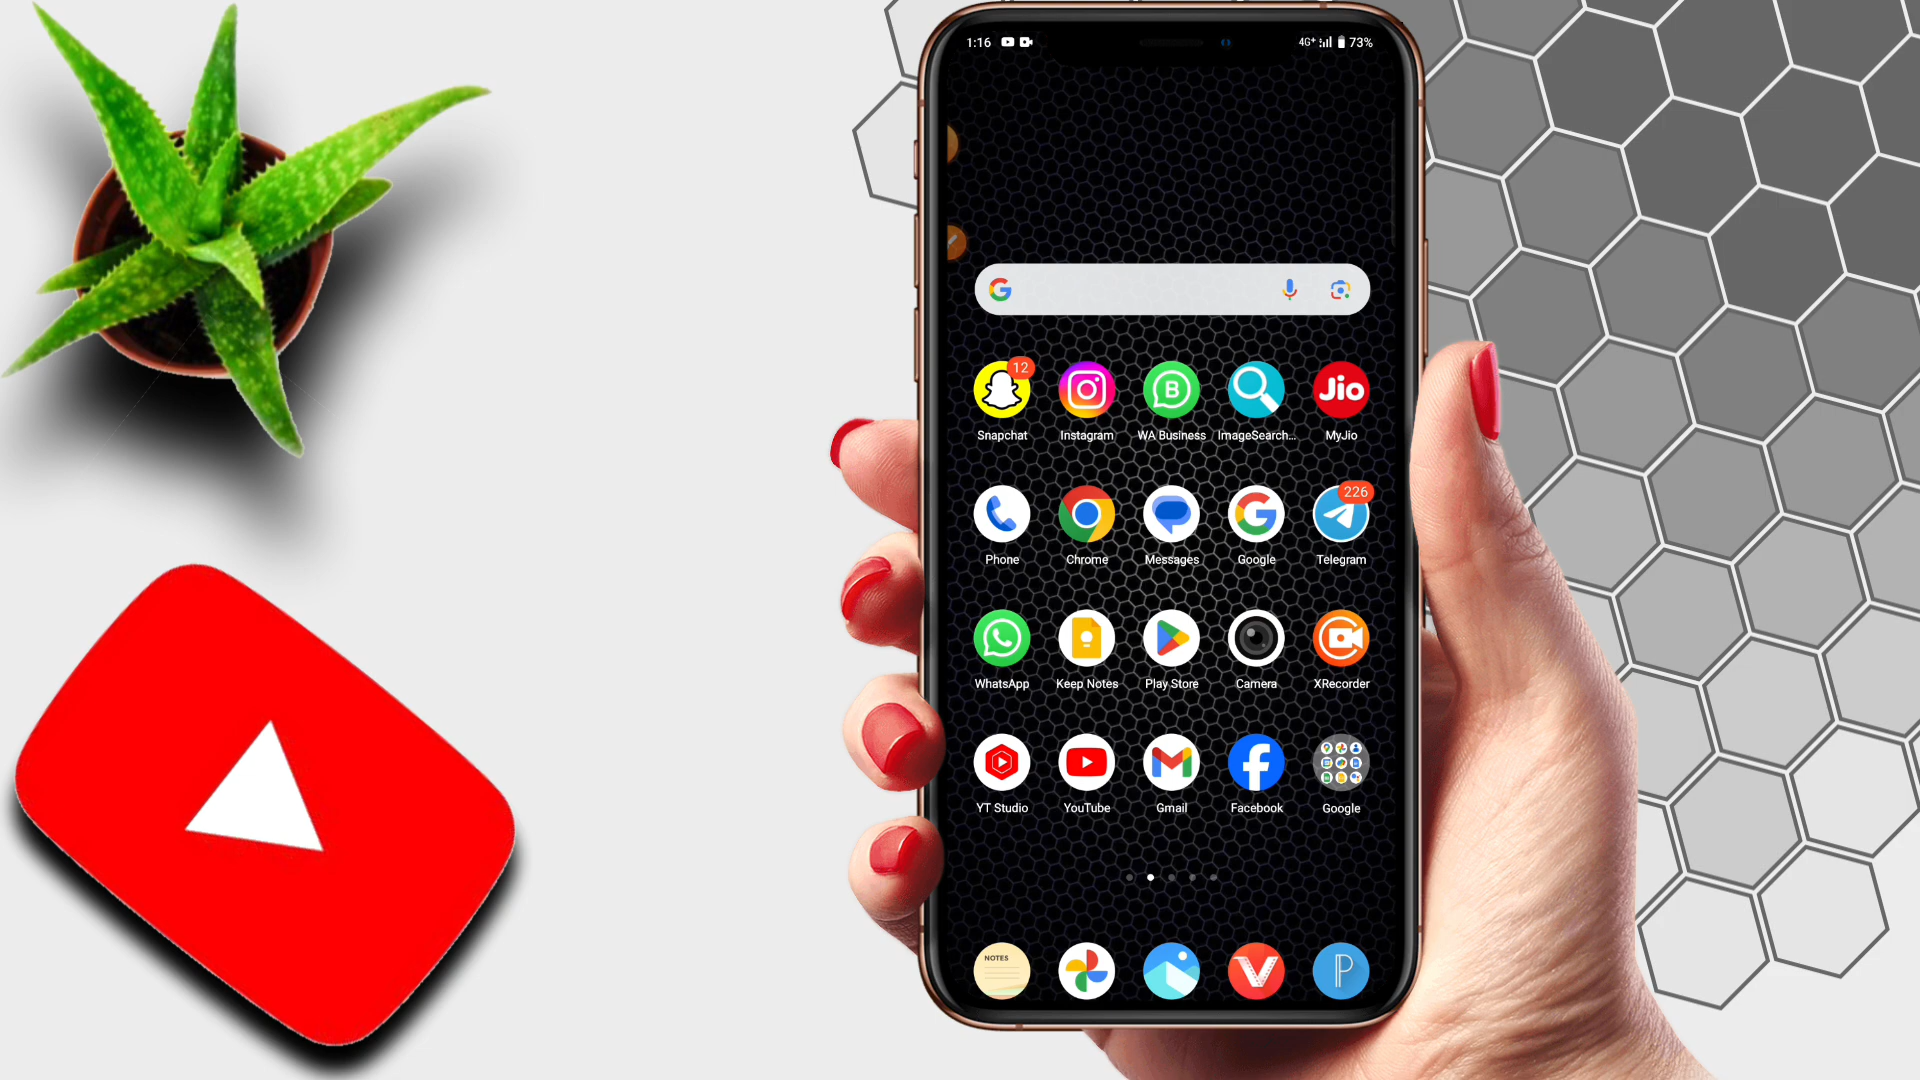 1:16 4G+ 73%
12
Snapchat Instagram WA Business ImageSearch... MyJio
Jio
B
226
Phone Chrome Messages Google Telegram
WhatsApp Keep Notes Play Store Camera XRecorder
YT Studio YouTube Gmail Facebook Google
NOTES